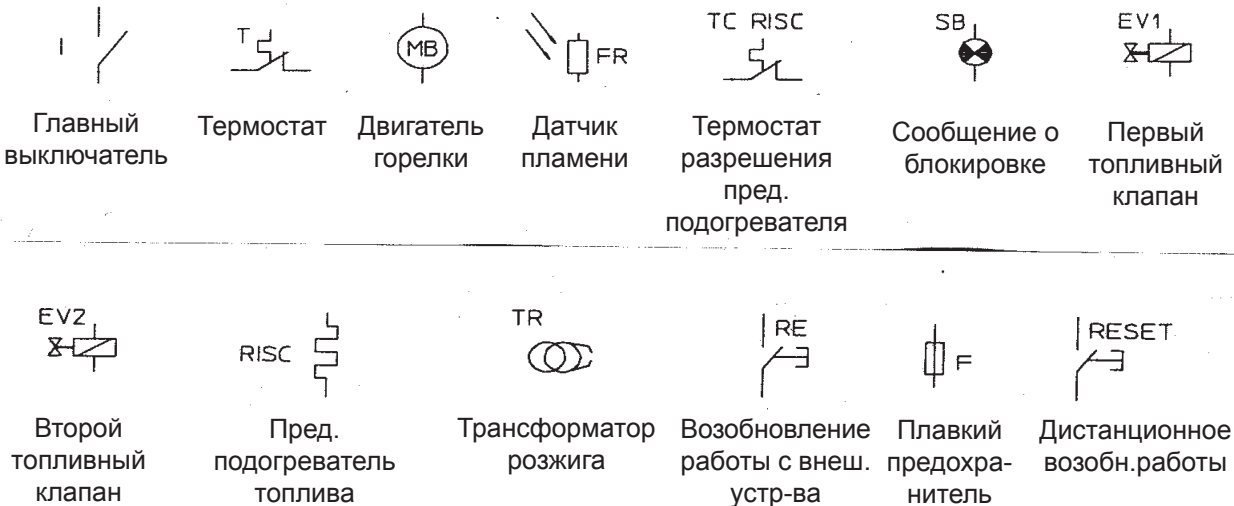 I
T
MB
FR
TC RISC
SB
EV1
Главный
выключатель
Термостат
Двигатель
горелки
Датчик
пламени
Термостат
разрешения
пред.
подогревателя
Сообщение о
блокировке
Первый
топливный
клапан
EV2
RISC
TR
RE
F
RESET
Второй
топливный
клапан
Пред.
подогреватель
топлива
Трансформатор
розжига
Возобновление
работы с внеш.
устр-ва
Плавкий
предохра-
нитель
Дистанционное
возобн.работы